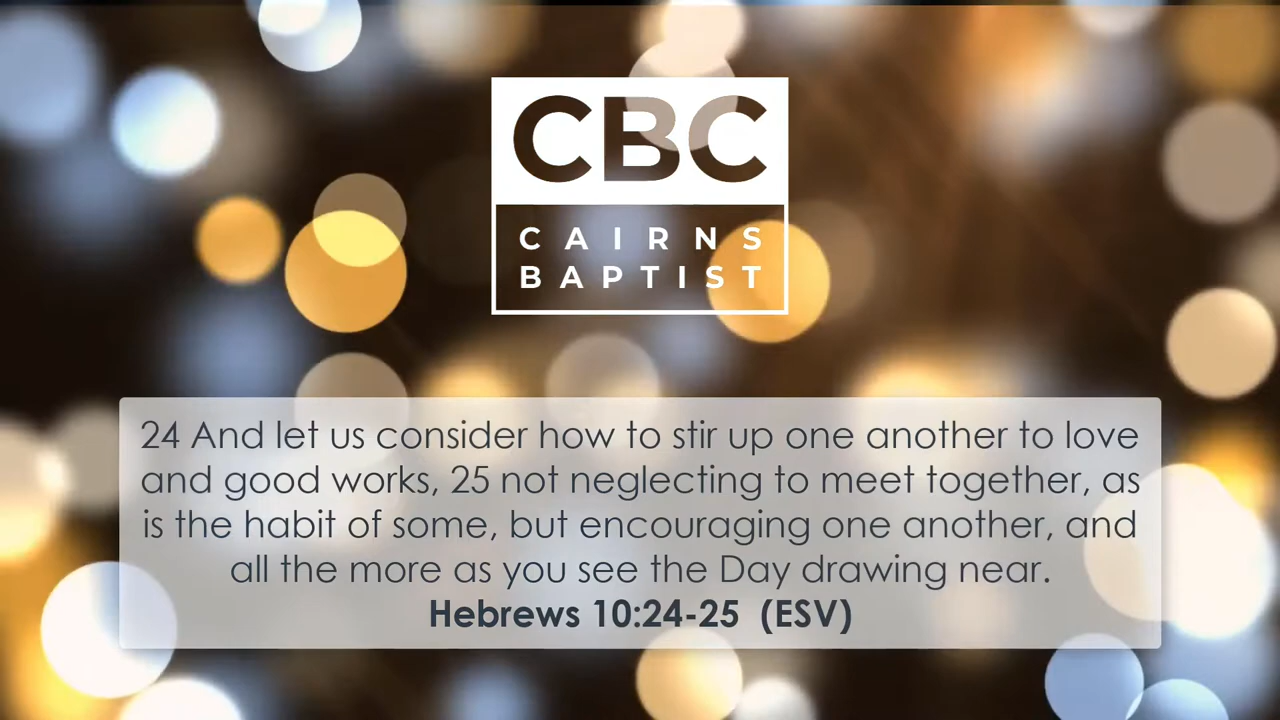 CBC
CAIRNS
BAPTIST
24 And let us consider how to stir up one another to love
and good works, 25 not neglecting to meet together, as
is the habit of some, but encouraging one another, and
all the more as you see the Day drawing near.
Hebrews 10:24-25 (ESV)